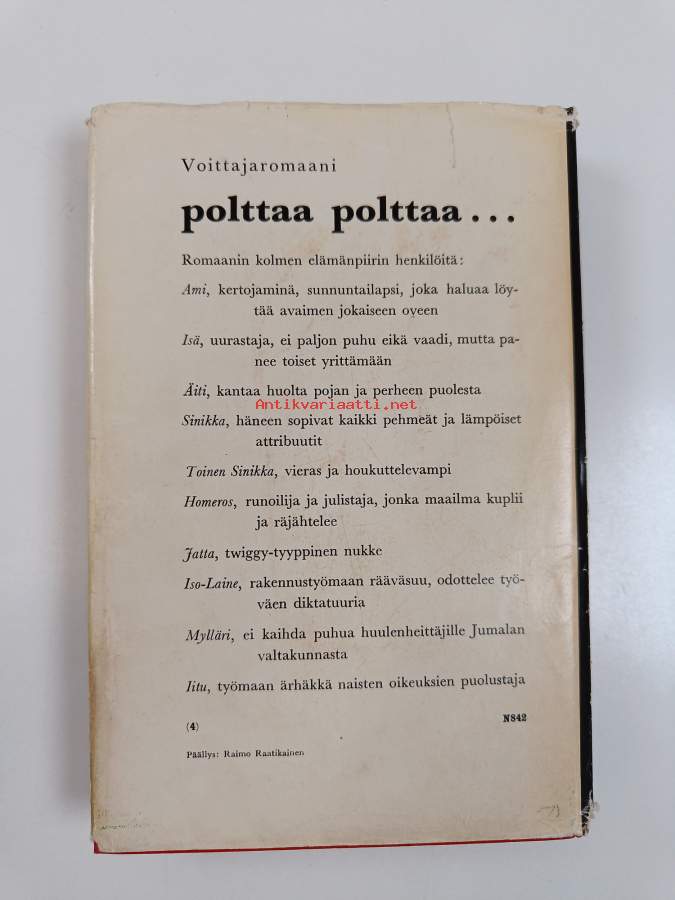 Voittajaromaani
polttaa polttaa...
Romaanin kolmen elämänpiirin henkilöitä:
Ami, kertojaminä, sunnuntailapsi, joka haluaa löy-
tää avaimen jokaiseen oveen
Isä, uurastaja, ei paljon puhu eikä vaadi, mutta pa-
nee toiset yrittämään
Äiti, kantaa huolta pojan ja perheen puolesta
Antikvariaatti.net
Sinikka, häneen sopivat kaikki pehmeät ja lämpöiset
attribuutit
Toinen Sinikka, vieras ja houkuttelevampi
Homeros, runoilija ja julistaja, jonka maailma kuplii
ja räjähtelee
Jatta, twiggy-tyyppinen nukke
Iso-Laine, rakennustyömaan rääväsuu, odottelee työ-
väen diktatuuria
Mylläri, ei kaihda puhua huulenheittäjille Jumalan
valtakunnasta
Iitu, työmaan ärhäkkä naisten oikeuksien puolustaja
(4) N842
Päällys: Raimo Raatikainen